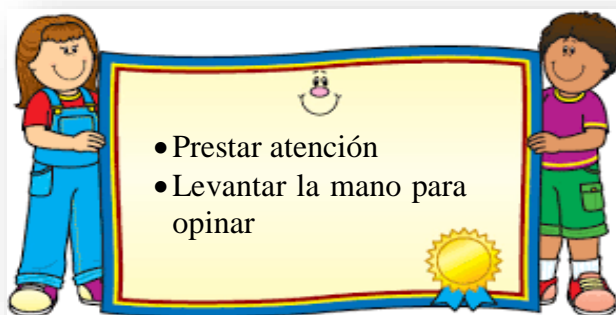 •Prestar atención
•Levantar la mano para
opinar